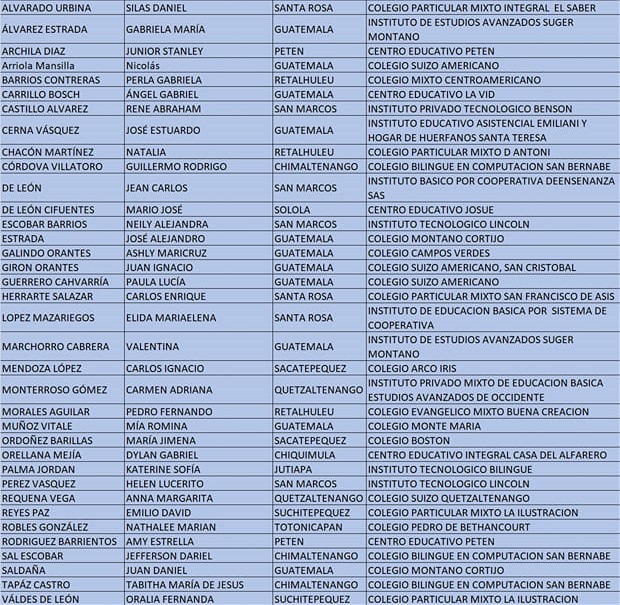 ALVARADO URBINA SILAS DANIEL SANTA ROSA COLEGIO PARTICULAR MIXTO INTEGRAL EL SABER
ÁLVAREZ ESTRADA GABRIELA MARÍA GUATEMALA INSTITUTO DE ESTUDIOS AVANZADOS SUGER
MONTANO
ARCHILA DIAZ JUNIOR STANLEY PETEN CENTRO EDUCATIVO PETEN
Arriola Mansilla Nicolás GUATEMALA COLEGIO SUIZO AMERICANO
BARRIOS CONTRERAS PERLA GABRIELA RETALHULEU COLEGIO MIXTO CENTROAMERICANO
CARRILLO BOSCH ÁNGEL GABRIEL GUATEMALA CENTRO EDUCATIVO LA VID
CASTILLO ALVAREZ RENE ABRAHAM SAN MARCOS INSTITUTO PRIVADO TECNOLOGICO BENSON
CERNA VÁSQUEZ JOSÉ ESTUARDO GUATEMALA INSTITUTO EDUCATIVO ASISTENCIAL EMILIANI Y
HOGAR DE HUERFANOS SANTA TERESA
CHACÓN MARTÍNEZ NATALIA RETALHULEU COLEGIO PARTICULAR MIXTO D ANTONI
CÓRDOVA VILLATORO GUILLERMO RODRIGO CHIMALTENANGO COLEGIO BILINGUE EN COMPUTACION SAN BERNABE
DE LEÓN JEAN CARLOS SAN MARCOS INSTITUTO BASICO POR COOPERATIVA DEENSENANZA
SAS
DE LEÓN CIFUENTES MARIO JOSÉ SOLOLA CENTRO EDUCATIVO JOSUE
ESCOBAR BARRIOS NEILY ALEJANDRA SAN MARCOS INSTITUTO TECNOLOGICO LINCOLN
ESTRADA JOSÉ ALEJANDRO GUATEMALA COLEGIO MONTANO CORTIJO
GALINDO ORANTES ASHLY MARICRUZ GUATEMALA COLEGIO CAMPOS VERDES
GIRON ORANTES JUAN IGNACIO GUATEMALA COLEGIO SUIZO AMERICANO, SAN CRISTOBAL
GUERRERO CAHVARRÍA PAULA LUCÍA GUATEMALA COLEGIO SUIZO AMERICANO
HERRARTE SALAZAR CARLOS ENRIQUE SANTA ROSA COLEGIO PARTICULAR MIXTO SAN FRANCISCO DE ASIS
LOPEZ MAZARIEGOS ELIDA MARIAELENA SANTA ROSA INSTITUTO DE EDUCACION BASICA POR SISTEMA DE
COOPERATIVA
MARCHORRO CABRERA VALENTINA GUATEMALA INSTITUTO DE ESTUDIOS AVANZADOS SUGER
MONTANO
MENDOZA LÓPEZ CARLOS IGNACIO SACATEPEQUEZ COLEGIO ARCO IRIS
MONTERROSO GÓMEZ CARMEN ADRIANA QUETZALTENANGO INSTITUTO PRIVADO MIXTO DE EDUCACION BASICA
ESTUDIOS AVANZADOS DE OCCIDENTE
MORALES AGUILAR PEDRO FERNANDO RETALHULEU COLEGIO EVANGELICO MIXTO BUENA CREACION
MUÑOZ VITALE MÍA ROMINA GUATEMALA COLEGIO MONTE MARIA
ORDOÑEZ BARILLAS MARÍA JIMENA SACATEPEQUEZ COLEGIO BOSTON
ORELLANA MEJÍA DYLAN GABRIEL CHIQUIMULA CENTRO EDUCATIVO INTEGRAL CASA DEL ALFARERO
PALMA JORDAN KATERINE SOFÍA JUTIAPA INSTITUTO TECNOLOGICO BILINGUE
PEREZ VASQUEZ HELEN LUCERITO SAN MARCOS INSTITUTO TECNOLOGICO LINCOLN
REQUENA VEGA ANNA MARGARITA QUETZALTENANGO COLEGIO SUIZO QUETZALTENANGO
REYES PAZ EMILIO DAVID SUCHITEPEQUEZ COLEGIO PARTICULAR MIXTO LA ILUSTRACION
ROBLES GONZÁLEZ NATHALEE MARIAN TOTONICAPAN COLEGIO PEDRO DE BETHANCOURT
RODRIGUEZ BARRIENTOS AMY ESTRELLA PETEN CENTRO EDUCATIVO PETEN
SAL ESCOBAR JEFFERSON DARIEL CHIMALTENANGO COLEGIO BILINGUE EN COMPUTACION SAN BERNABE
SALDAÑA JUAN DANIEL GUATEMALA COLEGIO MONTANO CORTIJO
TAPÁZ CASTRO TABITHA MARÍA DE JESUS CHIMALTENANGO COLEGIO BILINGUE EN COMPUTACION SAN BERNABE
VÁLDES DE LEÓN ORALIA FERNANDA SUCHITEPEQUEZ COLEGIO PARTICULAR MIXTO LA ILUSTRACION